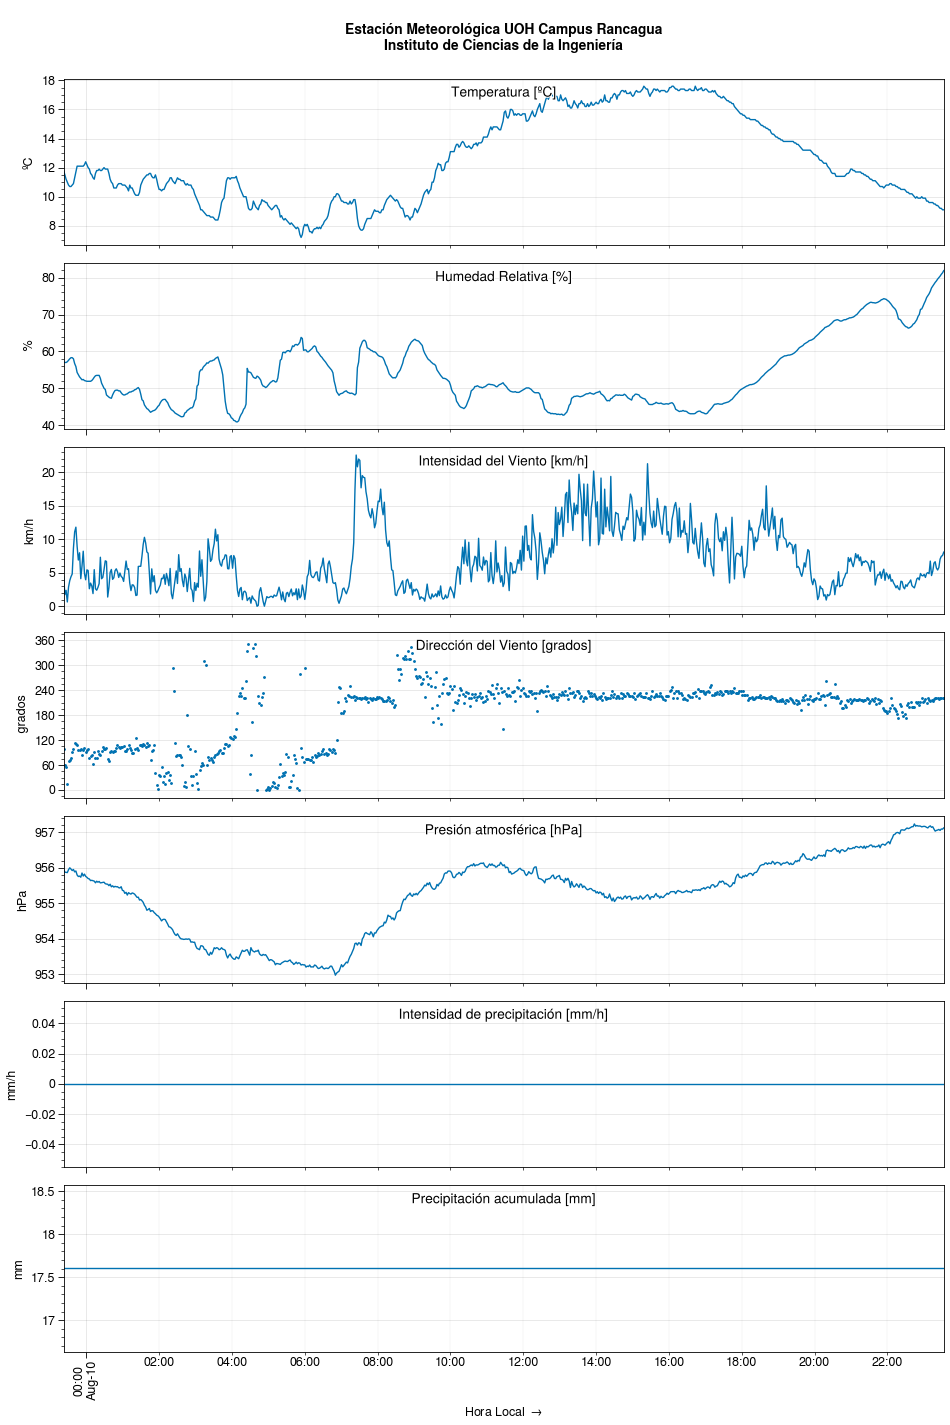 Estación Meteorológica UOH Campus Rancagua
Instituto de Ciencias de la Ingeniería
Temperatura [ºC]
ºC
18
16
14
12
10
8
Humedad Relativa [%]
%
80
70
60
50
40
Intensidad del Viento [km/h]
km/h
20
15
10
5
0
Dirección del Viento [grados]
grados
360
300
240
180
120
60
0
Presión atmosférica [hPa]
hPa
957
956
955
954
953
Intensidad de precipitación [mm/h]
mm/h
0.04
0.02
0
−0.02
−0.04
Precipitación acumulada [mm]
mm
18.5
18
17.5
17
00:00
Aug-10
02:00
04:00
06:00
08:00
10:00
12:00
14:00
16:00
18:00
20:00
22:00
Hora Local →